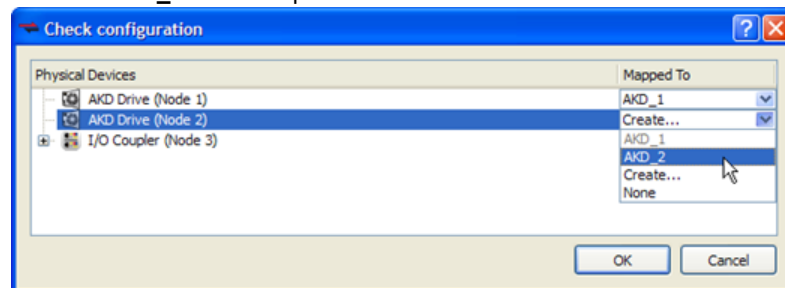 Check configuration
Physical Devices Mapped To
AKD Drive (Node 1) AKD_1
AKD Drive (Node 2) Create...
I/O Coupler (Node 3) AKD_1
AKD_2
Create...
None
OK Cancel